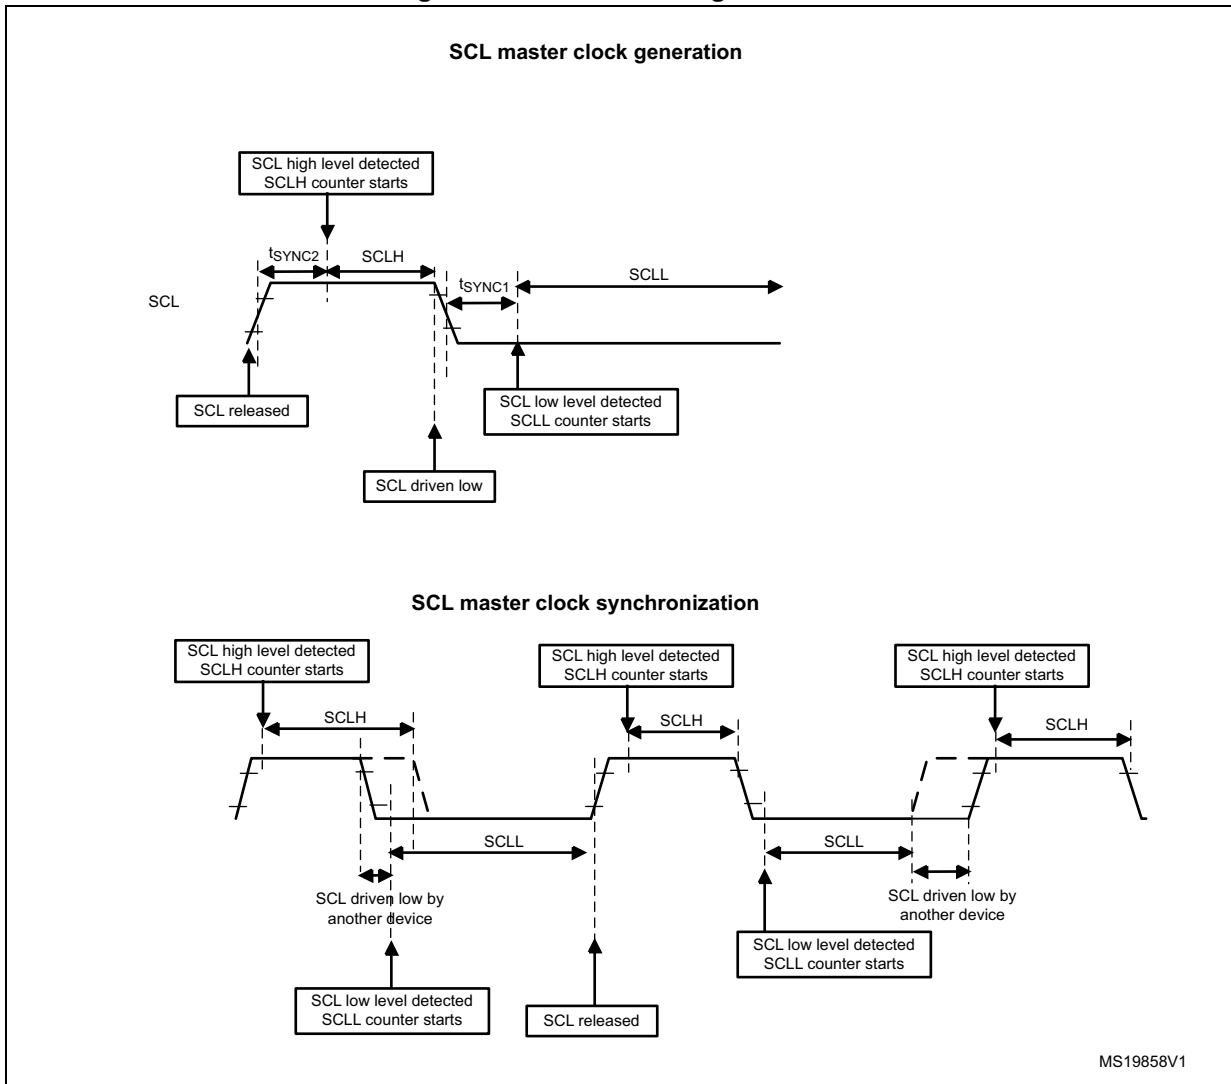 SCL master clock generation
SCL high level detected
SCLH counter starts
tSYNC2
SCLH
SCLL
tSYNC1
SCL
SCL released
SCL low level detected
SCLL counter starts
SCL driven low
SCL master clock synchronization
SCL high level detected
SCLH counter starts
SCL high level detected
SCLH counter starts
SCL high level detected
SCLH counter starts
SCLH
SCLH
SCLH
SCLL
SCLL
SCL driven low by
another device
SCL driven low by
another device
SCL low level detected
SCLL counter starts
SCL low level detected
SCLL counter starts
SCL released
MS19858V1